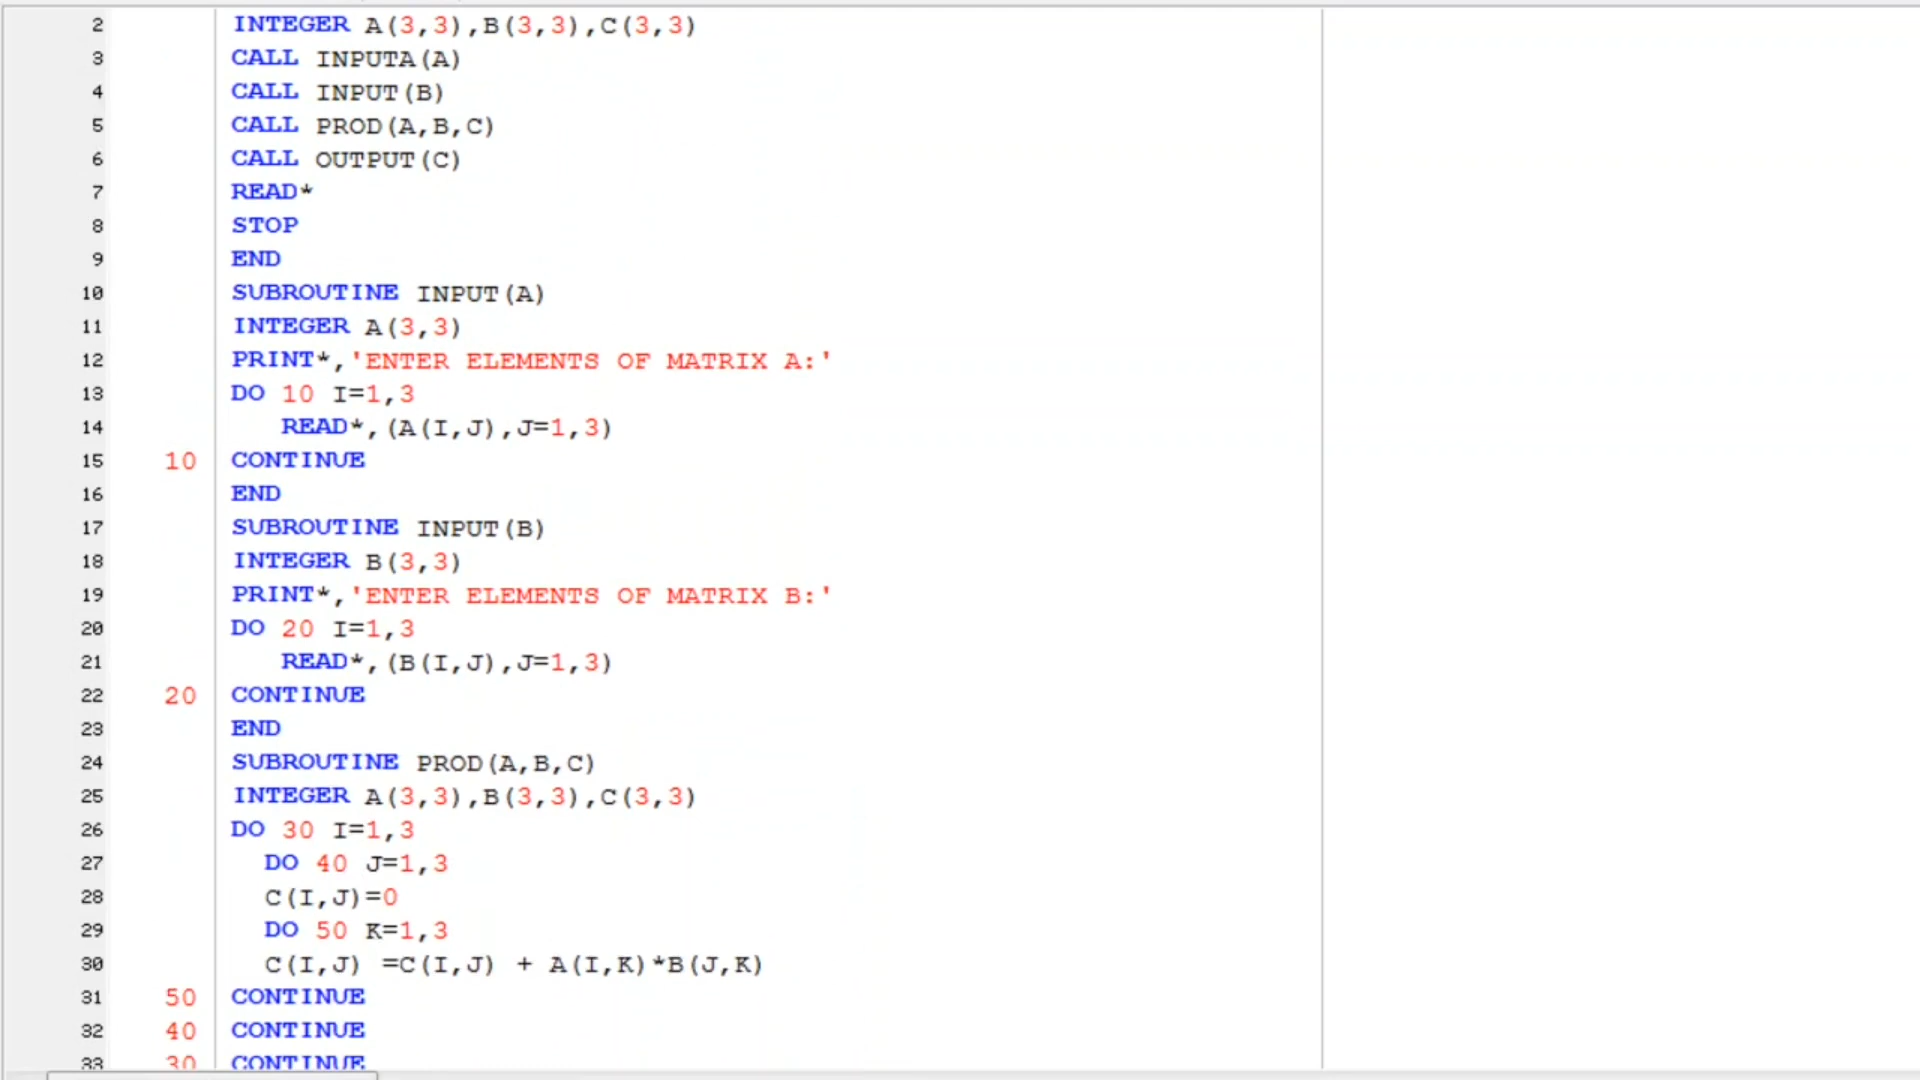 2 INTEGER A(3,3),B(3,3),C(3,3)
3 CALL INPUTA(A)
4 CALL INPUT(B)
5 CALL PROD(A,B,C)
6 CALL OUTPUT(C)
7 READ*
8 STOP
9 END
10 SUBROUTINE INPUT(A)
11 INTEGER A(3,3)
12 PRINT*,'ENTER ELEMENTS OF MATRIX A:'
13 DO 10 I=1,3
14 READ*,(A(I,J),J=1,3)
15 10 CONTINUE
16 END
17 SUBROUTINE INPUT(B)
18 INTEGER B(3,3)
19 PRINT*,'ENTER ELEMENTS OF MATRIX B:'
20 DO 20 I=1,3
21 READ*,(B(I,J),J=1,3)
22 20 CONTINUE
23 END
24 SUBROUTINE PROD(A,B,C)
25 INTEGER A(3,3),B(3,3),C(3,3)
26 DO 30 I=1,3
27 DO 40 J=1,3
28 C(I,J)=0
29 DO 50 K=1,3
30 C(I,J) =C(I,J) + A(I,K)*B(J,K)
31 50 CONTINUE
32 40 CONTINUE
33 30 CONTINUE